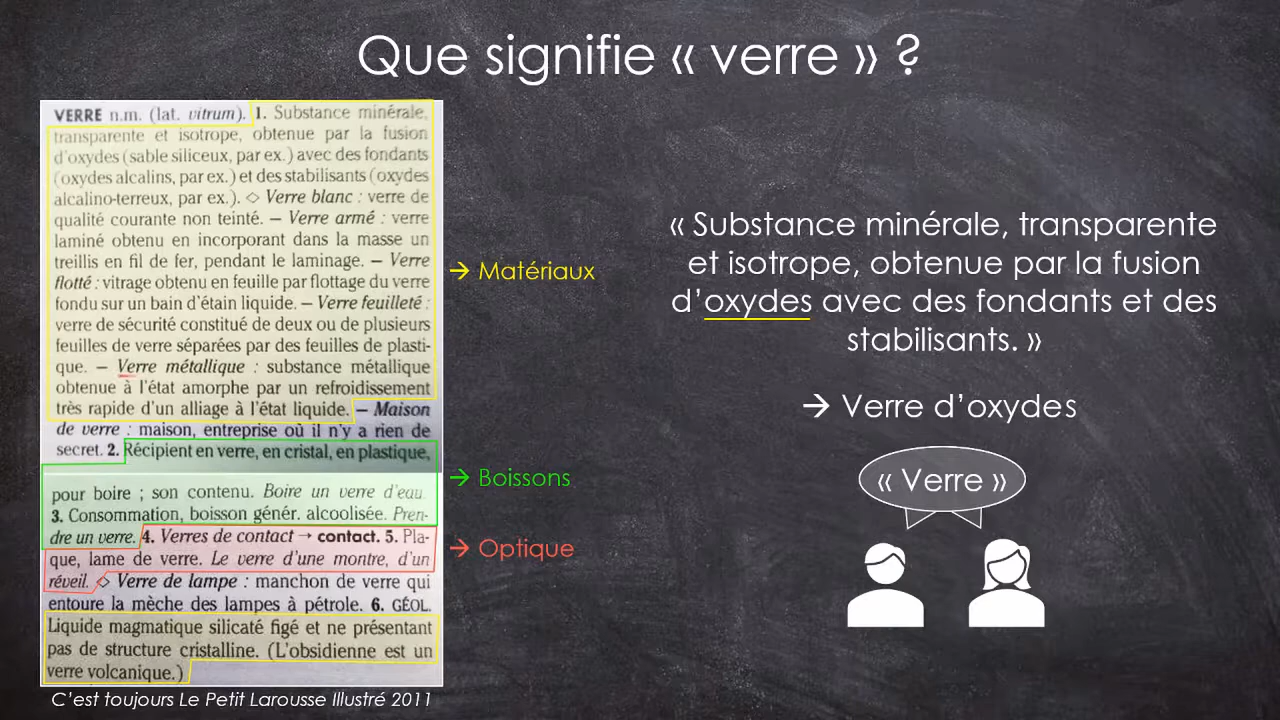 Que signifie « verre » ?
VERRE n.m. (lat. vitrum). 1. Substance minérale,
transparente et isotrope, obtenue par la fusion
d'oxydes (sable siliceux, par ex.) avec des fondants
(oxydes alcalins, par ex.) et des stabilisants (oxydes
alcalino-terreux, par ex.). ◇ Verre blanc : verre de
qualité courante non teinté. – Verre armé : verre
laminé obtenu en incorporant dans la masse un
treillis en fil de fer, pendant le laminage. – Verre
flotté : vitrage obtenu en feuille par flottage du verre
fondu sur un bain d'étain liquide. – Verre feuilleté :
verre de sécurité constitué de deux ou de plusieurs
feuilles de verre séparées par des feuilles de plasti-
que. – Verre métallique : substance métallique
obtenue à l'état amorphe par un refroidissement
très rapide d'un alliage à l'état liquide. – Maison
de verre : maison, entreprise où il n'y a rien de
secret. 2. Récipient en verre, en cristal, en plastique,
pour boire ; son contenu. Boire un verre d'eau.
3. Consommation, boisson génér. alcoolisée. Pren-
dre un verre. 4. Verres de contact → contact. 5. Pla-
que, lame de verre. Le verre d'une montre, d'un
réveil. ◇ Verre de lampe : manchon de verre qui
entoure la mèche des lampes à pétrole. 6. GÉOL.
Liquide magmatique silicaté figé et ne présentant
pas de structure cristalline. (L'obsidienne est un
verre volcanique.)
C'est toujours Le Petit Larousse Illustré 2011
→ Matériaux
→ Boissons
→ Optique
« Substance minérale, transparente
et isotrope, obtenue par la fusion
d'oxydes avec des fondants et des
stabilisants. »
→ Verre d'oxydes
« Verre »